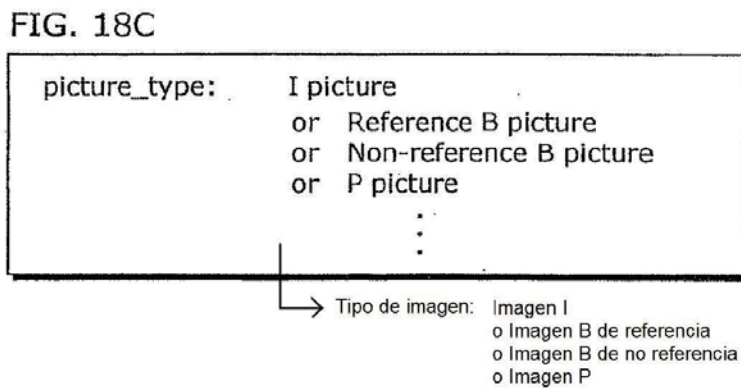 FIG. 18C
picture_type: I picture
or Reference B picture
or Non-reference B picture
or P picture
Tipo de imagen: Imagen I
o Imagen B de referencia
o Imagen B de no referencia
o Imagen P